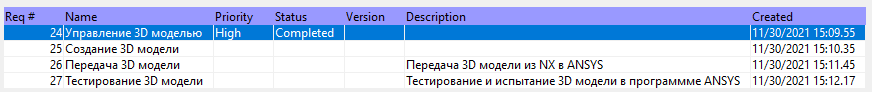 Req # Name Priority Status Version Description Created
24 Управление 3D моделью High Completed 11/30/2021 15:09.55
25 Создание 3D модели 11/30/2021 15:10.35
26 Передача 3D модели Передача 3D модели из NX в ANSYS 11/30/2021 15:11.45
27 Тестирование 3D модели Тестирование и испытание 3D модели в программме ANSYS 11/30/2021 15:12.17